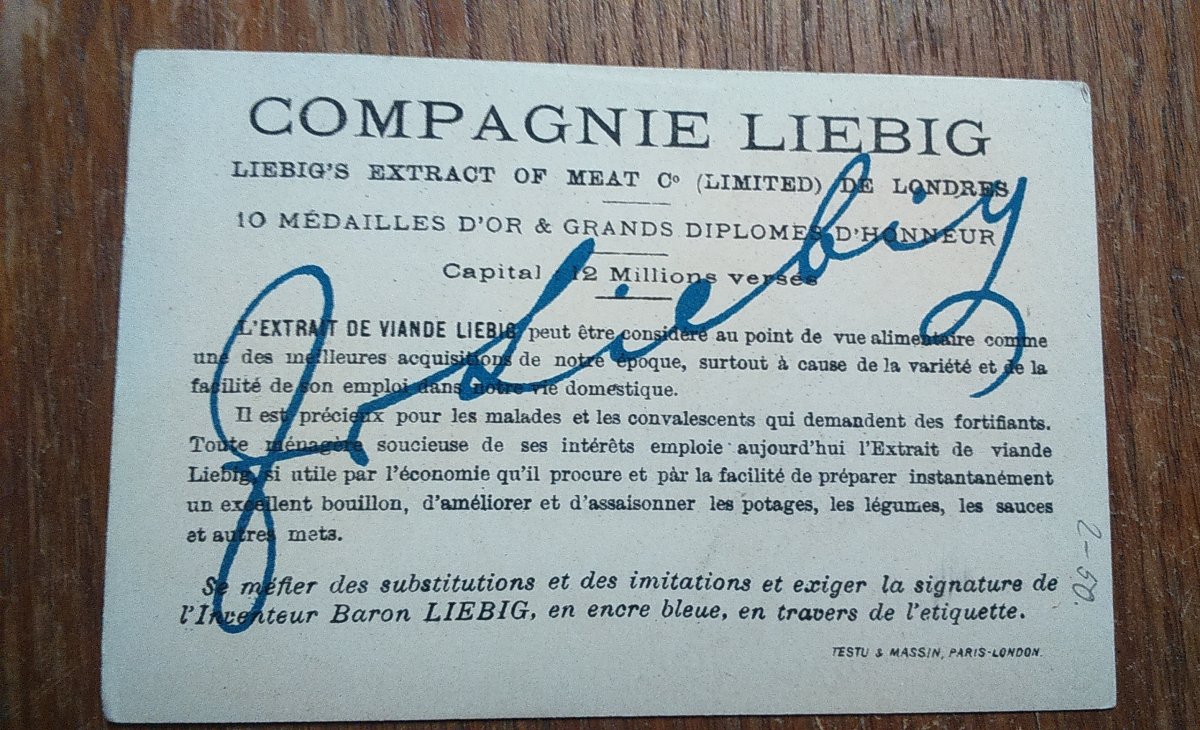 COMPAGNIE LIEBIG
LIEBIG'S EXTRACT OF MEAT Cº (LIMITED) DE LONDRES
10 MÉDAILLES D'OR & GRANDS DIPLOMES D'HONNEUR
Capital : 12 Millions versés
L'EXTRAIT DE VIANDE LIEBIG peut être considéré au point de vue alimentaire comme
une des meilleures acquisitions de notre époque, surtout à cause de la variété et de la
facilité de son emploi dans notre vie domestique.
Il est précieux pour les malades et les convalescents qui demandent des fortifiants.
Toute ménagère soucieuse de ses intérêts emploie aujourd'hui l'Extrait de viande
Liebig, si utile par l'économie qu'il procure et pàr la facilité de préparer instantanément
un excellent bouillon, d'améliorer et d'assaisonner les potages, les légumes, les sauces
et autres mets.
Se méfier des substitutions et des imitations et exiger la signature de
l'Inventeur Baron LIEBIG, en encre bleue, en travers de l'etiquette.
TESTU & MASSIN, PARIS-LONDON.
J v Liebig
2-50.